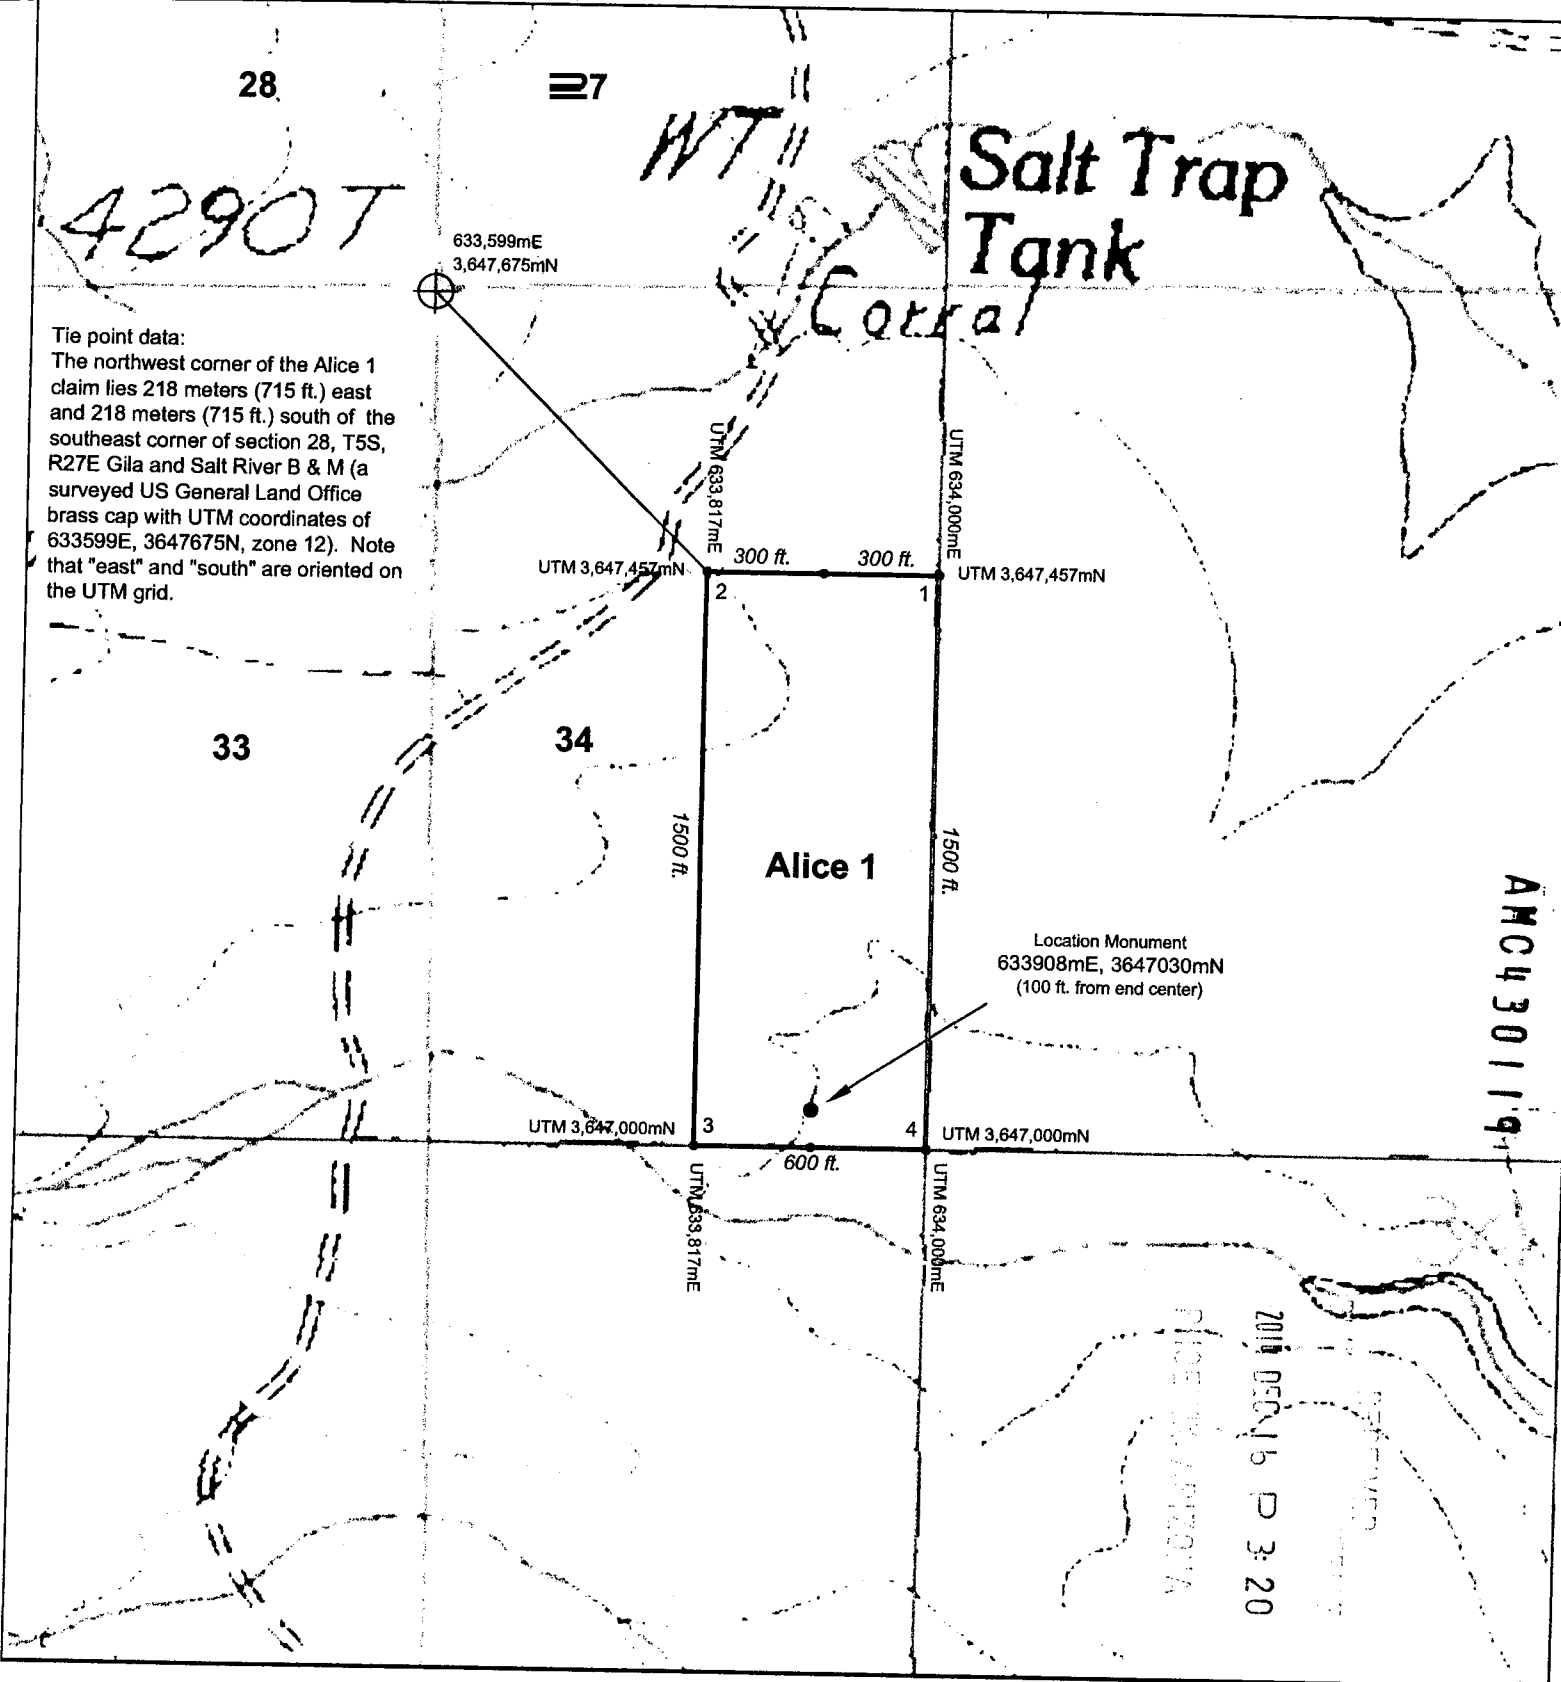 28
27
WT
Salt Trap
Tank
4290T
Corral
633,599mE
3,647,675mN
Tie point data:
The northwest corner of the Alice 1
claim lies 218 meters (715 ft.) east
and 218 meters (715 ft.) south of the
southeast corner of section 28, T5S,
R27E Gila and Salt River B & M (a
surveyed US General Land Office
brass cap with UTM coordinates of
633599E, 3647675N, zone 12). Note
that "east" and "south" are oriented on
the UTM grid.
UTM 633,817mE
UTM 634,000mE
UTM 3,647,457mN
300 ft.
300 ft.
UTM 3,647,457mN
2
1
33
34
1500 ft.
Alice 1
1500 ft.
Location Monument
633908mE, 3647030mN
(100 ft. from end center)
AMC430119
UTM 3,647,000mN
3
4
UTM 3,647,000mN
600 ft.
UTM 633,817mE
UTM 634,000mE
2014 DEC 16 P 3:20